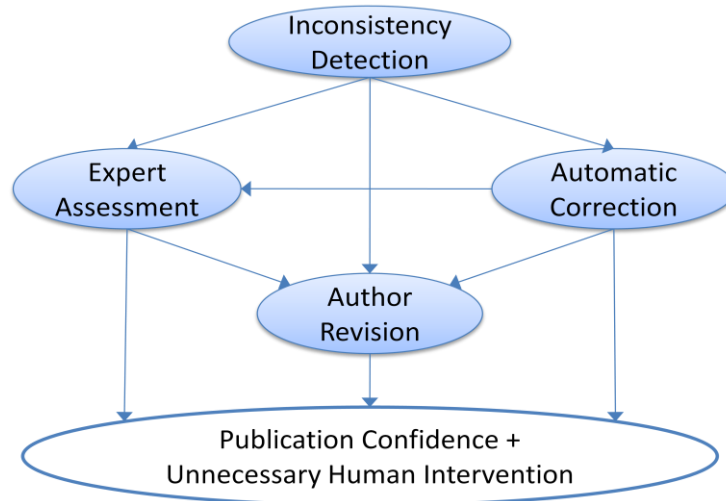 Inconsistency
Detection
Expert
Assessment
Automatic
Correction
Author
Revision
Publication Confidence +
Unnecessary Human Intervention